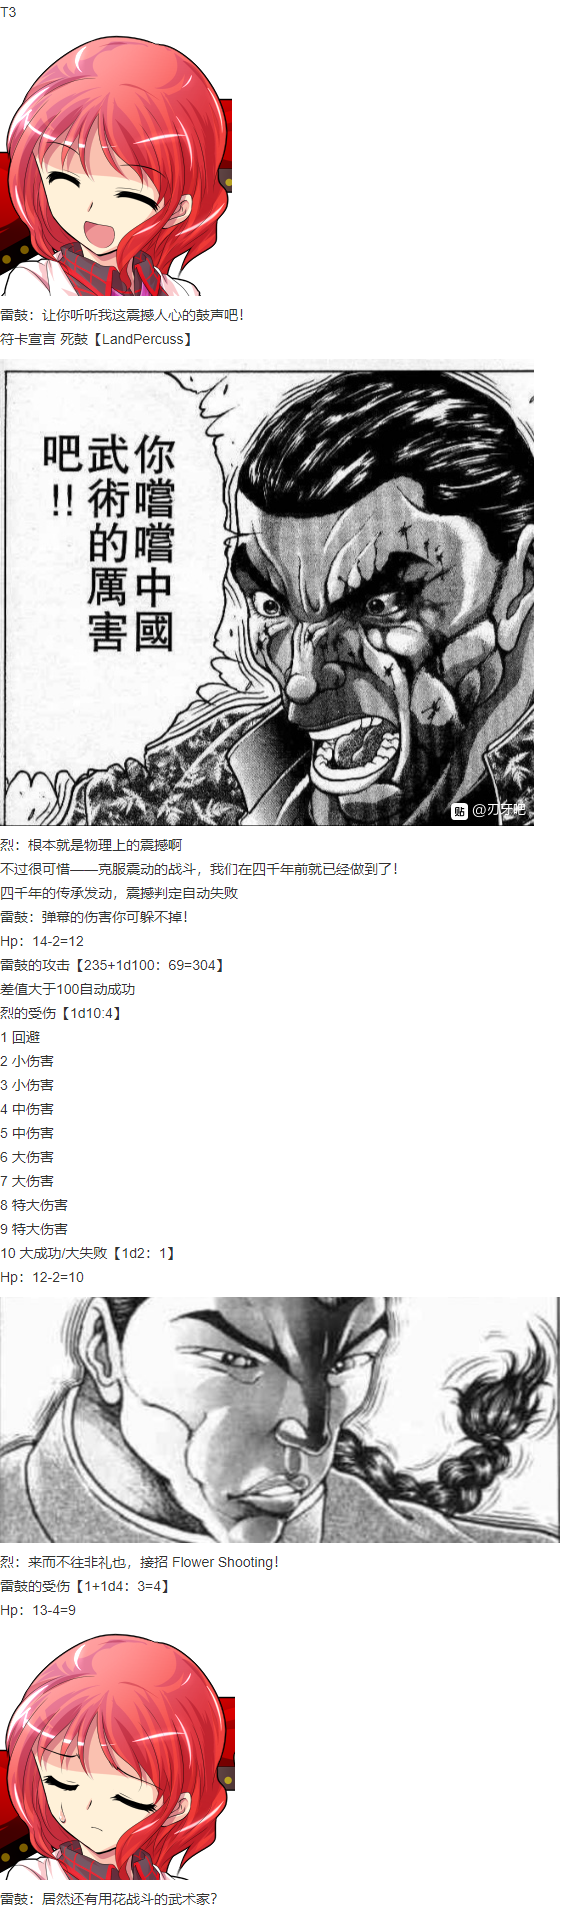 T3
雷鼓：让你听听我这震撼人心的鼓声吧！
符卡宣言 死鼓【LandPercuss】
你嚐嚐中國
武術的厲害
吧!!
贴 @刃牙吧
烈：根本就是物理上的震撼啊
不过很可惜——克服震动的战斗，我们在四千年前就已经做到了！
四千年的传承发动，震撼判定自动失败
雷鼓：弹幕的伤害你可躲不掉！
Hp：14-2=12
雷鼓的攻击【235+1d100：69=304】
差值大于100自动成功
烈的受伤【1d10:4】
1 回避
2 小伤害
3 小伤害
4 中伤害
5 中伤害
6 大伤害
7 大伤害
8 特大伤害
9 特大伤害
10 大成功/大失败【1d2：1】
Hp：12-2=10
烈：来而不往非礼也，接招 Flower Shooting！
雷鼓的受伤【1+1d4：3=4】
Hp：13-4=9
雷鼓：居然还有用花战斗的武术家？